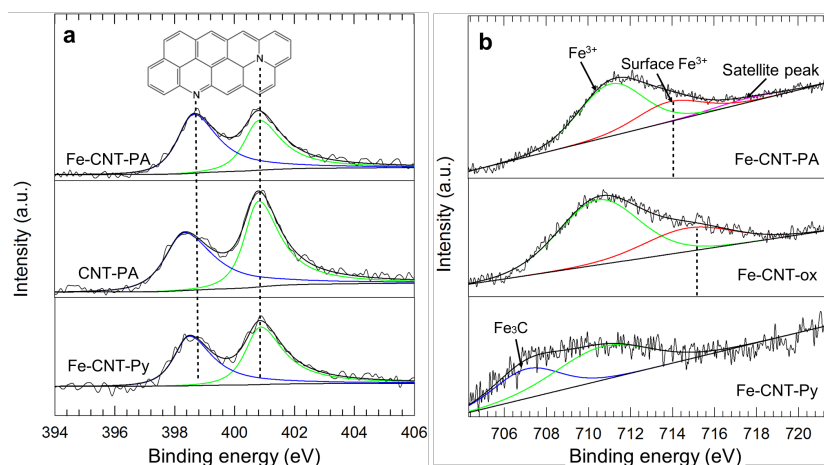 a
N
N
Fe-CNT-PA
CNT-PA
Fe-CNT-Py
Intensity (a.u.)
394 396 398 400 402 404 406
Binding energy (eV)
b
Fe³⁺
Surface Fe³⁺
Satellite peak
Fe-CNT-PA
Fe-CNT-ox
Fe₃C
Fe-CNT-Py
Intensity (a.u.)
706 708 710 712 714 716 718 720
Binding energy (eV)